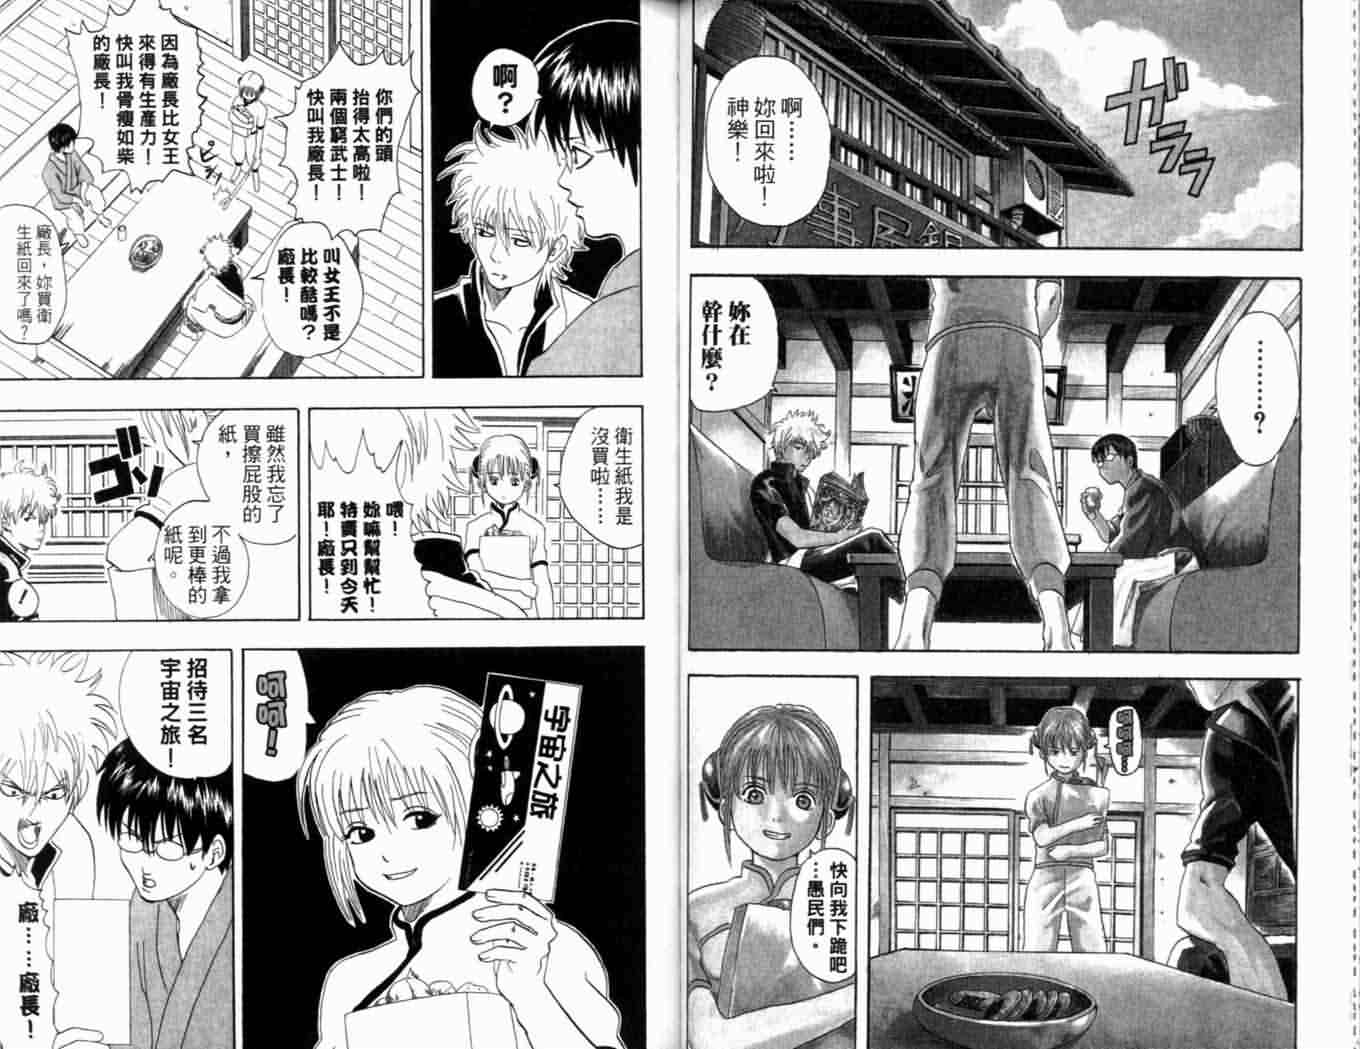 啊……
妳回來啦！
神樂！
ガララ
妳在
幹什麼？
………？
呵呵呵…
快向我下跪吧
…愚民們。
啊？
你們的頭
抬得太高啦！
兩個窮武士！
快叫我廠長！
叫女王不是
比較酷嗎？
廠長！
因為廠長比女王
來得有生產力！
快叫我骨瘦如柴
的廠長！
廠長，妳買衛
生紙回來了嗎？
衛生紙我是
沒買啦……
喂！
妳嘛幫幫忙！
特賣只到今天
耶！廠長！
雖然我忘了
買擦屁股的
紙，
不過我拿
到更棒的
紙呢。
ゴソ
呵呵…
宇宙之旅
招待三名
宇宙之旅！
廠……廠長！